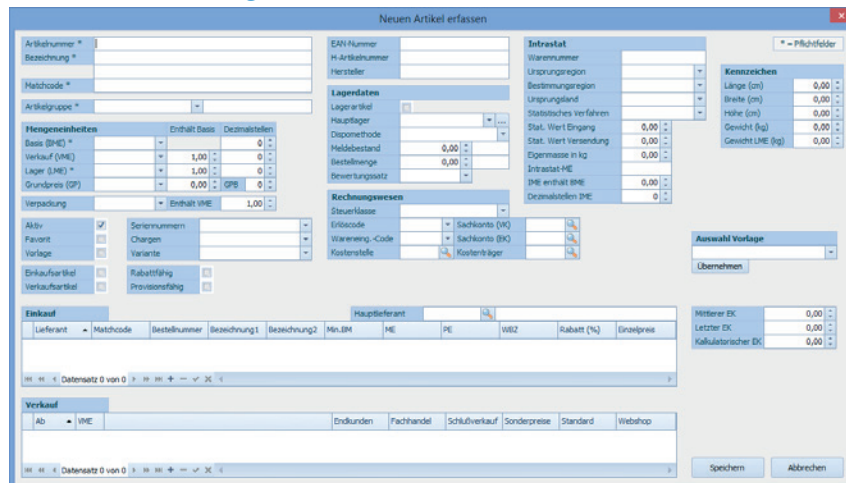 Neuen Artikel erfassen
Artikelnummer *
Bezeichnung *
Matchcode *
Artikelgruppe *
Mengeneinheiten Enthält Basis Dezimalstellen
Basis (BME) * 0
Verkauf (VME) 1,00 0
Lager (LME) * 1,00 0
Grundpreis (GP) 0,00 GPB 0
Verpackung Enthält VME 1,00
Aktiv
Favorit
Vorlage
Seriennummern
Chargen
Variante
Einkaufsartikel Rabattfähig
Verkaufsartikel Provisionsfähig
EAN-Nummer
H-Artikelnummer
Hersteller
Lagerdaten
Lagerartikel
Hauptlager ...
Dispomethode
Meldebestand 0,00
Bestellmenge 0,00
Bewertungssatz
Rechnungswesen
Steuerklasse
Erlöscode Sachkonto (VK)
Wareneing.-Code Sachkonto (EK)
Kostenstelle Kostenträger
Intrastat
Warennummer
Ursprungsregion
Bestimmungsregion
Ursprungsland
Statistisches Verfahren
Stat. Wert Eingang 0,00
Stat. Wert Versendung 0,00
Eigenmasse in kg 0,00
Intrastat-ME
IME enthält BME 0,00
Dezimalstellen IME 0
* = Pflichtfelder
Kennzeichen
Länge (cm) 0,00
Breite (cm) 0,00
Höhe (cm) 0,00
Gewicht (kg) 0,00
Gewicht LME (kg) 0,00
Auswahl Vorlage
Übernehmen
Einkauf Hauptlieferant
Lieferant Matchcode Bestellnummer Bezeichnung1 Bezeichnung2 Min.BM ME PE WBZ Rabatt (%) Einzelpreis
Datensatz 0 von 0
Mittlerer EK 0,00
Letzter EK 0,00
Kalkulatorischer EK 0,00
Verkauf
Ab VME Endkunden Fachhandel Schlußverkauf Sonderpreise Standard Webshop
Datensatz 0 von 0
Speichern Abbrechen